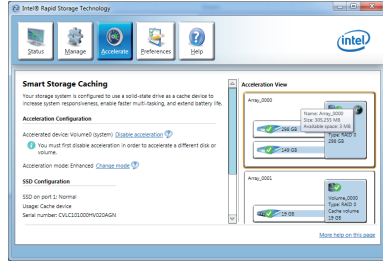 Intel® Rapid Storage Technology
Status
Manage
Accelerate
Preferences
Help
intel
Smart Storage Caching
Your storage system is configured to use a solid-state drive as a cache device to
increase system responsiveness, enable faster multi-tasking, and extend battery life.
Acceleration Configuration
Accelerated device: Volume0 (system) Disable acceleration
You must first disable acceleration in order to accelerate a different disk or
volume.
Acceleration mode: Enhanced Change mode
SSD Configuration
SSD on port 1: Normal
Usage: Cache device
Serial number: CVLC101000HV020AGN
Acceleration View
Array_0000
Name: Array_0000
Size: 305,255 MB
Available space: 3 MB
298 GB
Type: RAID 0
298 GB
149 GB
Array_0001
Volume_0000
Type: RAID 0
Cache volume
19 GB
19 GB
More help on this page